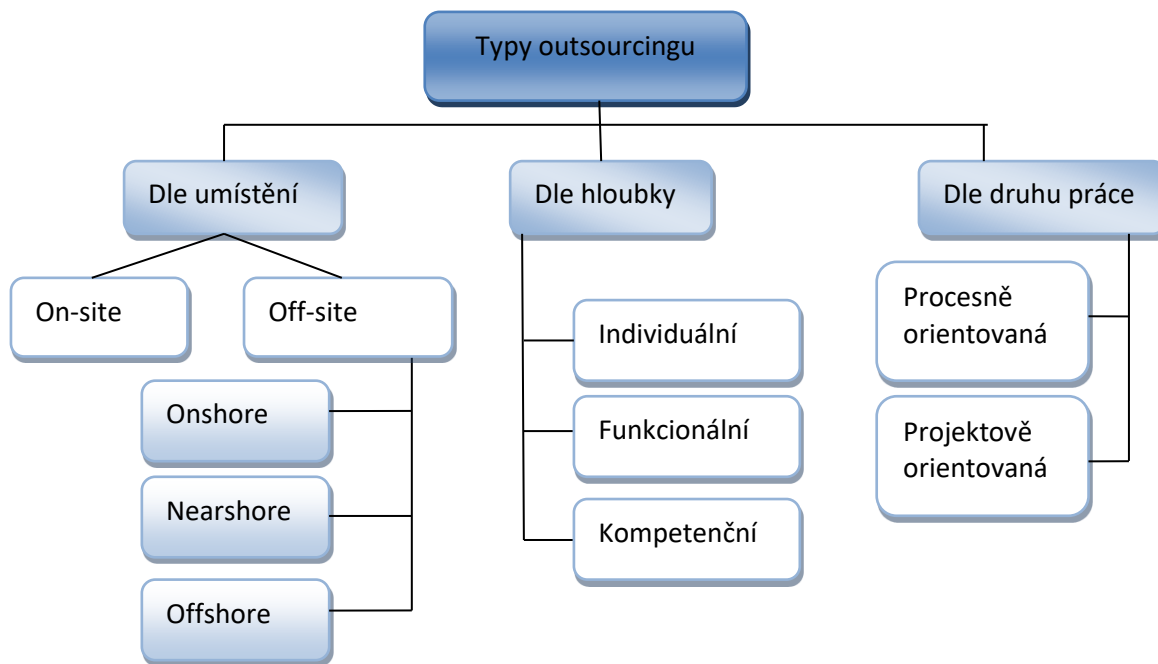 Typy outsourcingu
Dle umístění
Dle hloubky
Dle druhu práce
On-site
Off-site
Onshore
Nearshore
Offshore
Individuální
Funkcionální
Kompetenční
Procesně
orientovaná
Projektově
orientovaná